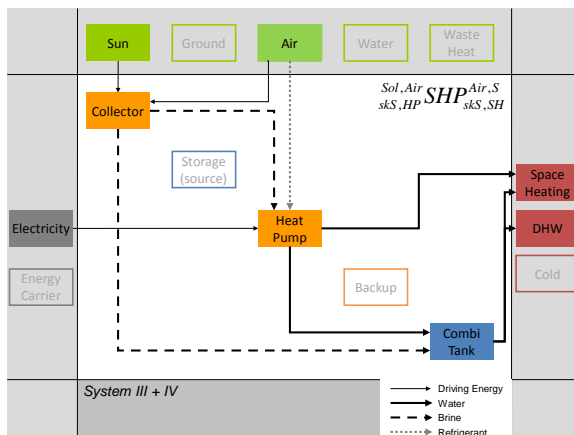 Sun
Ground
Air
Water
Waste
Heat
Sol,Air
skS,HP SHP Air,S
skS,SH
Collector
Storage
(source)
Space
Heating
Electricity
Heat
Pump
DHW
Energy
Carrier
Backup
Cold
Combi
Tank
System III + IV
Driving Energy
Water
Brine
Refrigerant